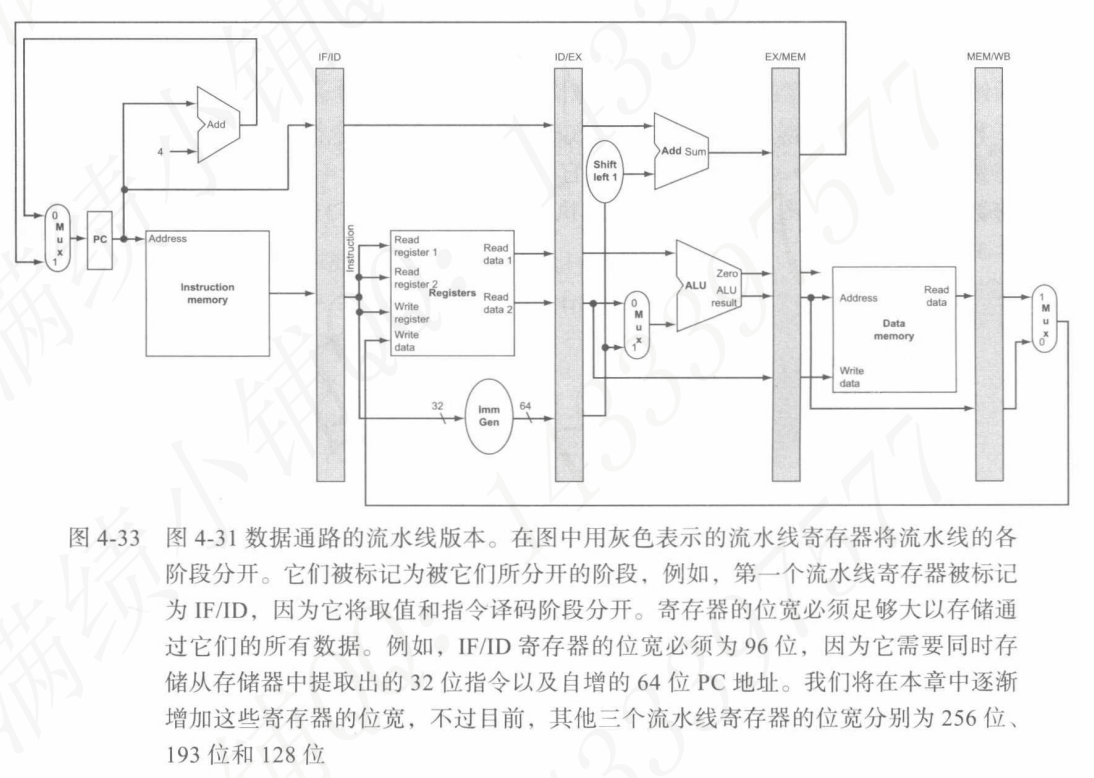 IF/ID
ID/EX
EX/MEM
MEM/WB
Add
4
Add Sum
Shift
left 1
0
M
u
x
1
PC
Address
Instruction
memory
Instruction
Read
register 1
Read
register 2
Write
register
Write
data
Registers
Read
data 1
Read
data 2
32
Imm
Gen
64
0
M
u
x
1
ALU
Zero
ALU
result
Address
Read
data
Data
memory
Write
data
1
M
u
x
0
图 4-33 图 4-31 数据通路的流水线版本。在图中用灰色表示的流水线寄存器将流水线的各
阶段分开。它们被标记为被它们所分开的阶段，例如，第一个流水线寄存器被标记
为 IF/ID，因为它将取值和指令译码阶段分开。寄存器的位宽必须足够大以存储通
过它们的所有数据。例如，IF/ID 寄存器的位宽必须为 96 位，因为它需要同时存
储从存储器中提取出的 32 位指令以及自增的 64 位 PC 地址。我们将在本章中逐渐
增加这些寄存器的位宽，不过目前，其他三个流水线寄存器的位宽分别为 256 位、
193 位和 128 位
满绩小铺QQ: 1433397577